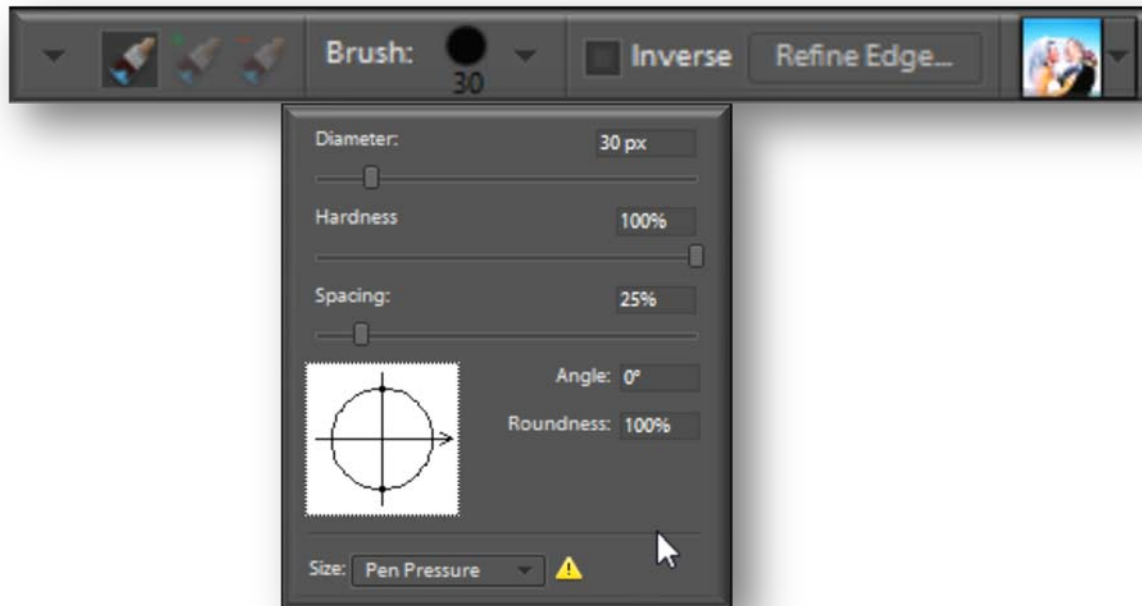 Brush: 30 Inverse Refine Edge...
Diameter: 30 px
Hardness 100%
Spacing: 25%
Angle: 0°
Roundness: 100%
Size: Pen Pressure